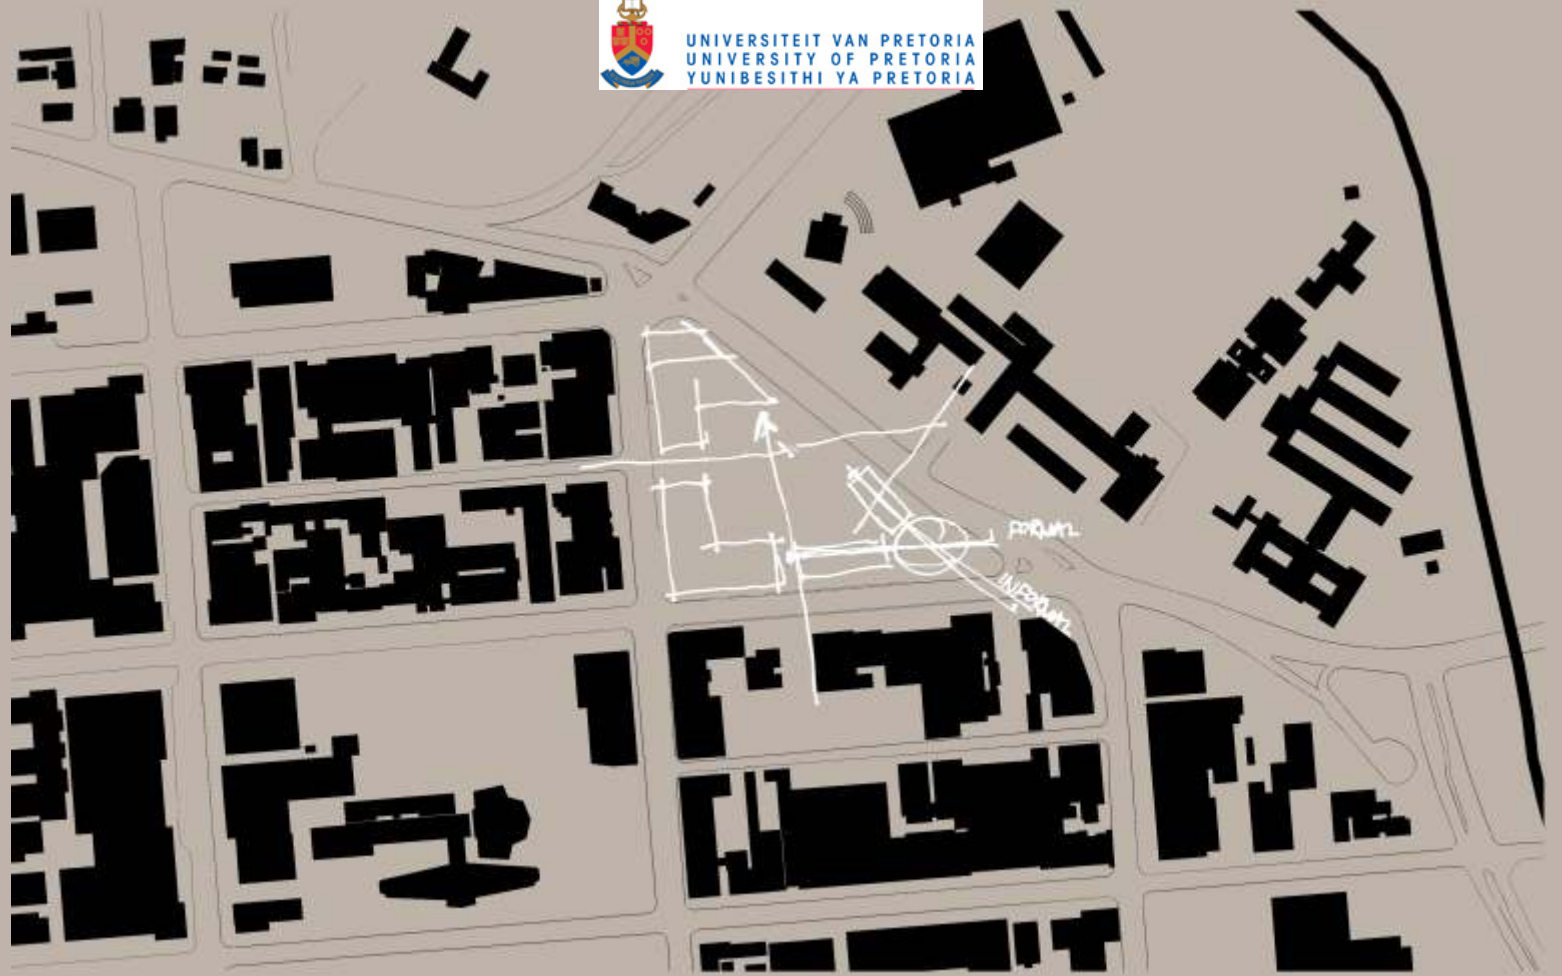 UNIVERSITEIT VAN PRETORIA
UNIVERSITY OF PRETORIA
YUNIBESITHI YA PRETORIA
FORMAL
INFORMAL